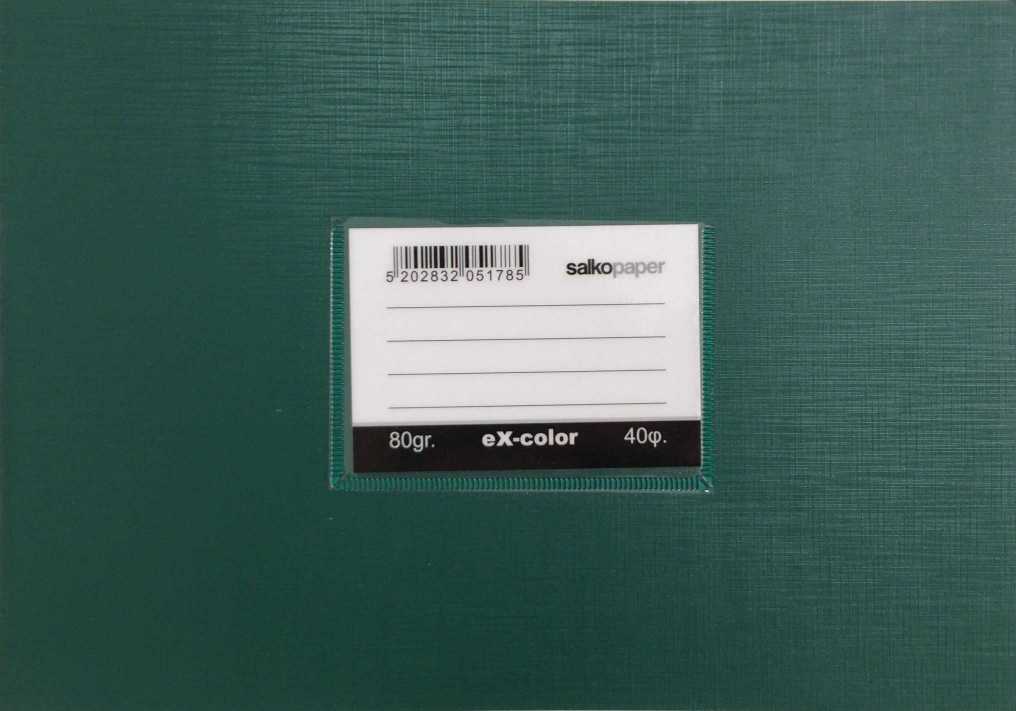 5 202832 051785
salkopaper
80gr. eX-color 40φ.